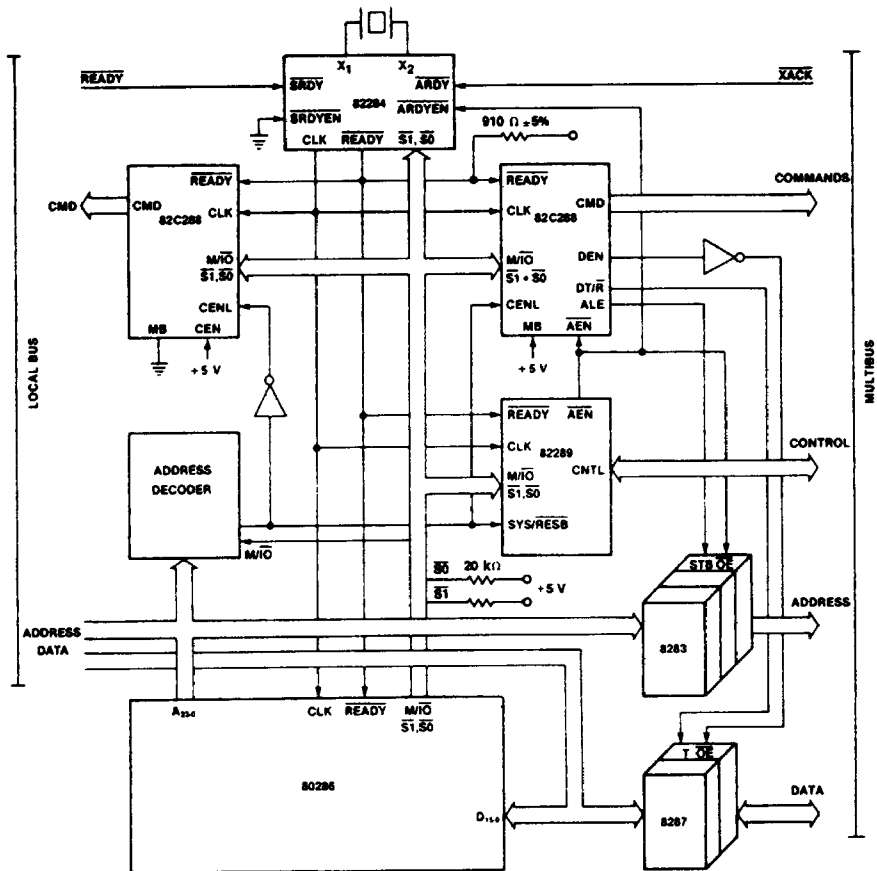 X1 X2
READY
SRDY
ARDY
XACK
82284
SRDYEN
ARDYEN
CLK READY S1,S0
910 Ω ±5%
READY
READY
COMMANDS
CMD
CMD
82C288
CLK
CLK
82C288
CMD
M/IO
S1,S0
M/IO
S1 + S0
DEN
DT/R
ALE
CENL
CENL
MB CEN
MB AEN
+5 V
+5 V
LOCAL BUS
MULTIBUS
READY AEN
CLK
82289
ADDRESS
DECODER
M/IO
S1,S0
CNTL
CONTROL
SYS/RESB
M/IO
S0 20 kΩ
S1
+5 V
STB OE
ADDRESS
ADDRESS
DATA
8283
A23-0
CLK READY M/IO
S1,S0
T OE
80286
DATA
D15-0
8287